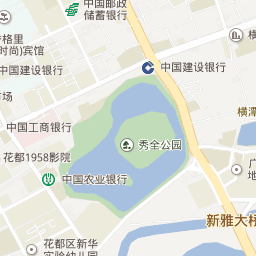 中国邮政
储蓄银行
格里
时尚)宾馆
中国建设银行
中国建设银行
横
市场
横潭
中国工商银行
秀全公园
花都1958影院
中国农业银行
广
地
新雅大桥
花都区新华
实验幼儿园